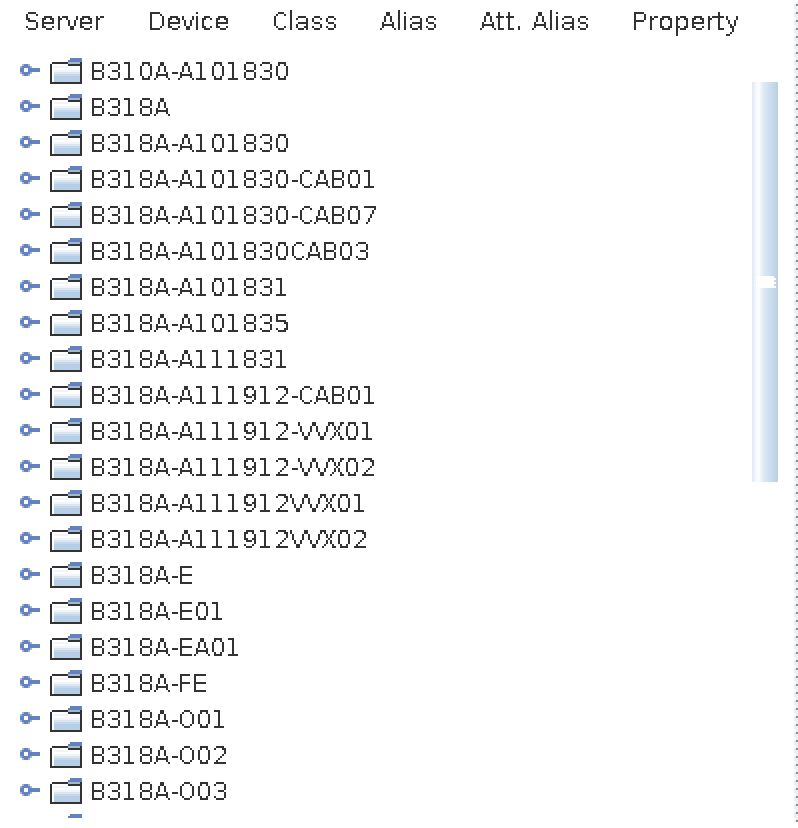 Server Device Class Alias Att. Alias Property
B310A-A101830
B318A
B318A-A101830
B318A-A101830-CAB01
B318A-A101830-CAB07
B318A-A101830CAB03
B318A-A101831
B318A-A101835
B318A-A111831
B318A-A111912-CAB01
B318A-A111912-VVX01
B318A-A111912-VVX02
B318A-A111912VVX01
B318A-A111912VVX02
B318A-E
B318A-E01
B318A-EA01
B318A-FE
B318A-O01
B318A-O02
B318A-O03